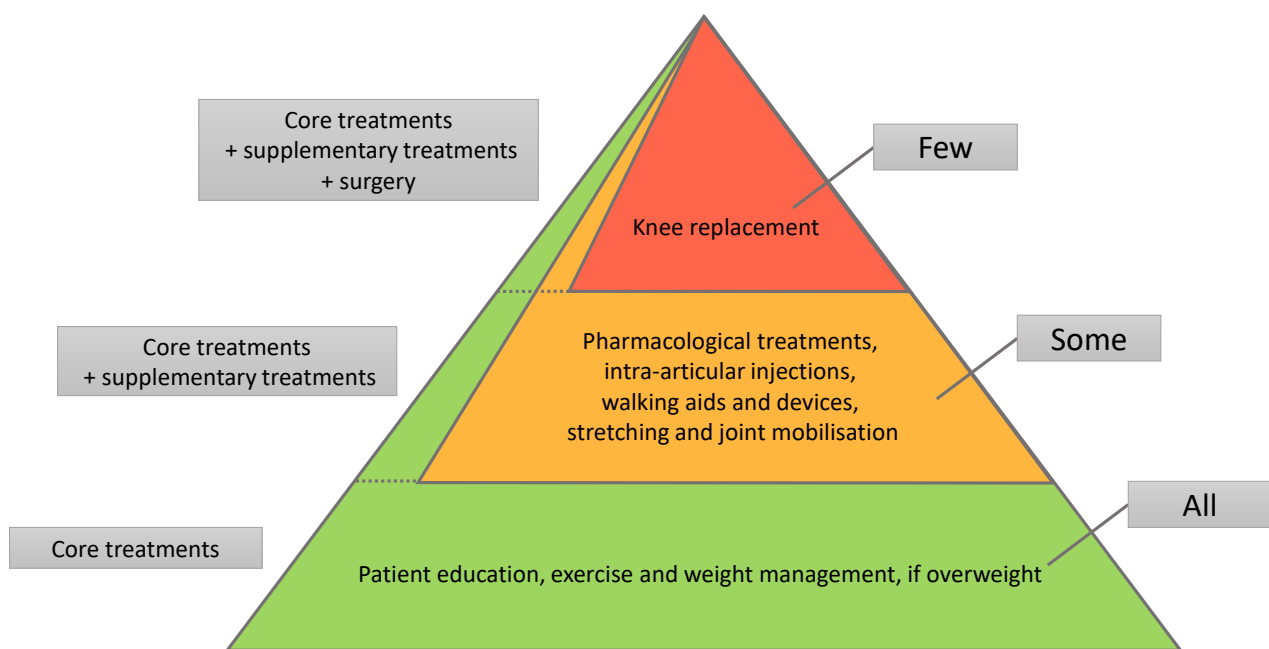 Core treatments
+ supplementary treatments
+ surgery
Few
Knee replacement
Core treatments
+ supplementary treatments
Pharmacological treatments,
intra-articular injections,
walking aids and devices,
stretching and joint mobilisation
Some
Core treatments
Patient education, exercise and weight management, if overweight
All